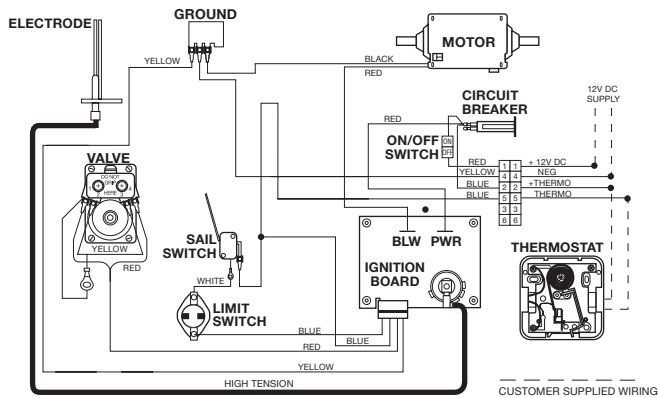 GROUND
ELECTRODE
MOTOR
YELLOW
BLACK
RED
12V DC
SUPPLY
CIRCUIT
BREAKER
RED
ON/OFF
SWITCH
ON
OFF
VALVE
DO NOT
HERE
RED
1 1
+ 12V DC
YELLOW
4 4
NEG
BLUE
2 2
+THERMO
BLUE
5 5
THERMO
3 3
6 6
BLW PWR
SAIL
SWITCH
YELLOW
RED
IGNITION
BOARD
THERMOSTAT
WHITE
LIMIT
SWITCH
BLUE
BLUE
RED
YELLOW
HIGH TENSION
CUSTOMER SUPPLIED WIRING